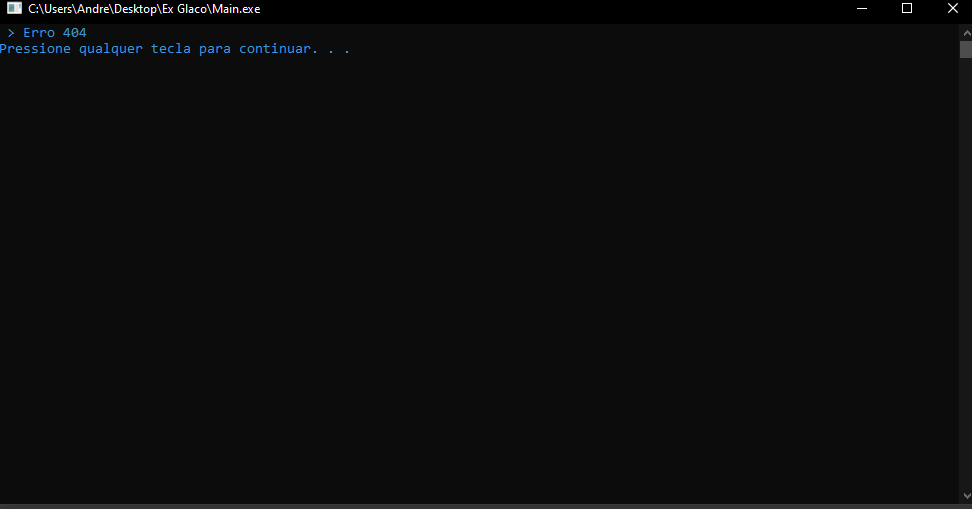 C:\Users\Andre\Desktop\Ex Glaco\Main.exe
> Erro 404
Pressione qualquer tecla para continuar. . .